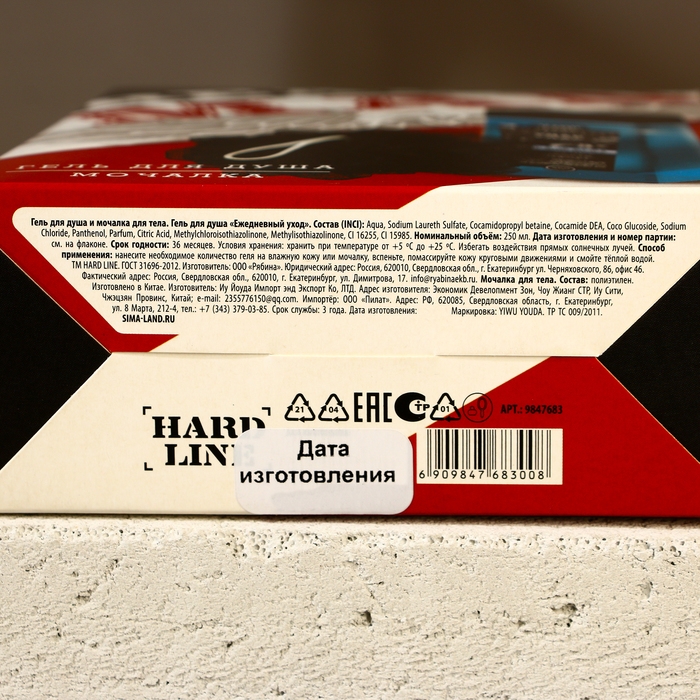 ГЕЛЬ ДЛЯ ДУША
МОЧАЛКА
Гель для душа и мочалка для тела. Гель для душа «Ежедневный уход». Состав (INCI): Aqua, Sodium Laureth Sulfate, Cocamidopropyl betaine, Cocamide DEA, Coco Glucoside, Sodium
Chloride, Panthenol, Parfum, Citric Acid, Methylchloroisothiazolinone, Methylisothiazolinone, CI 16255, CI 15985. Номинальный объём: 250 мл. Дата изготовления и номер партии:
см. на флаконе. Срок годности: 36 месяцев. Условия хранения: хранить при температуре от +5 °C до +25 °C. Избегать воздействия прямых солнечных лучей. Способ
применения: нанесите необходимое количество геля на влажную кожу или мочалку, вспеньте, помассируйте кожу круговыми движениями и смойте тёплой водой.
ТМ HARD LINE. ГОСТ 31696-2012. Изготовитель: ООО «Рябина». Юридический адрес: Россия, 620010, Свердловская обл., г. Екатеринбург ул. Черняховского, 86, офис 46.
Фактический адрес: Россия, Свердловская обл., 620010, г. Екатеринбург, ул. Димитрова, 17. info@ryabinaekb.ru. Мочалка для тела. Состав: полиэтилен.
Изготовлено в Китае. Изготовитель: Иу Йоуда Импорт энд Экспорт Ко, ЛТД. Адрес изготовителя: Экономик Девелопмент Зон, Чоу Жианг СТР, Иу Сити,
Чжэцзян Провинс, Китай; e-mail: 2355776150@qq.com. Импортёр: ООО «Пилат». Адрес: РФ, 620085, Свердловская область, г. Екатеринбург,
ул. 8 Марта, 212-4, тел.: +7 (343) 379-03-85. Срок службы: 3 года. Дата изготовления: Маркировка: YIWU YOUDA. ТР ТС 009/2011.
SIMA-LAND.RU
21 04 ЕАС СТР 01 АРТ.: 9847683
HARD
LINE
Дата
изготовления
6 909847 683008